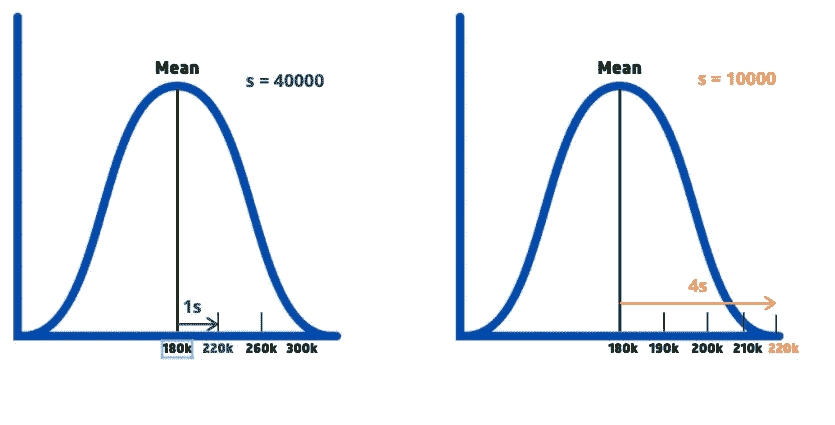 Mean
s = 40000
1s
180k 220k 260k 300k
Mean
s = 10000
4s
180k 190k 200k 210k 220k